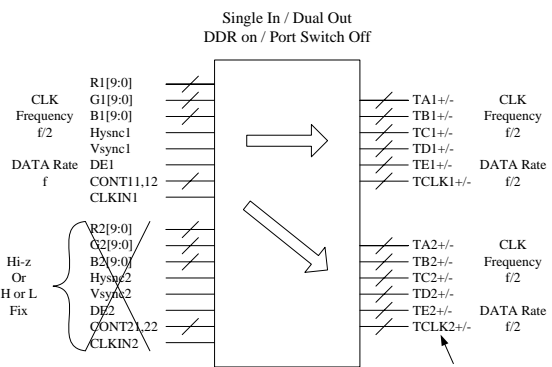 Single In / Dual Out
DDR on / Port Switch Off
R1[9:0]
G1[9:0]
B1[9:0]
Hysnc1
Vsync1
DE1
CONT11,12
CLKIN1
CLK
Frequency
f/2
DATA Rate
f
R2[9:0]
G2[9:0]
B2[9:0]
Hysnc2
Vsync2
DE2
CONT21,22
CLKIN2
Hi-z
Or
H or L
Fix
TA1+/-
TB1+/-
TC1+/-
TD1+/-
TE1+/-
TCLK1+/-
CLK
Frequency
f/2
DATA Rate
f/2
TA2+/-
TB2+/-
TC2+/-
TD2+/-
TE2+/-
TCLK2+/-
CLK
Frequency
f/2
DATA Rate
f/2